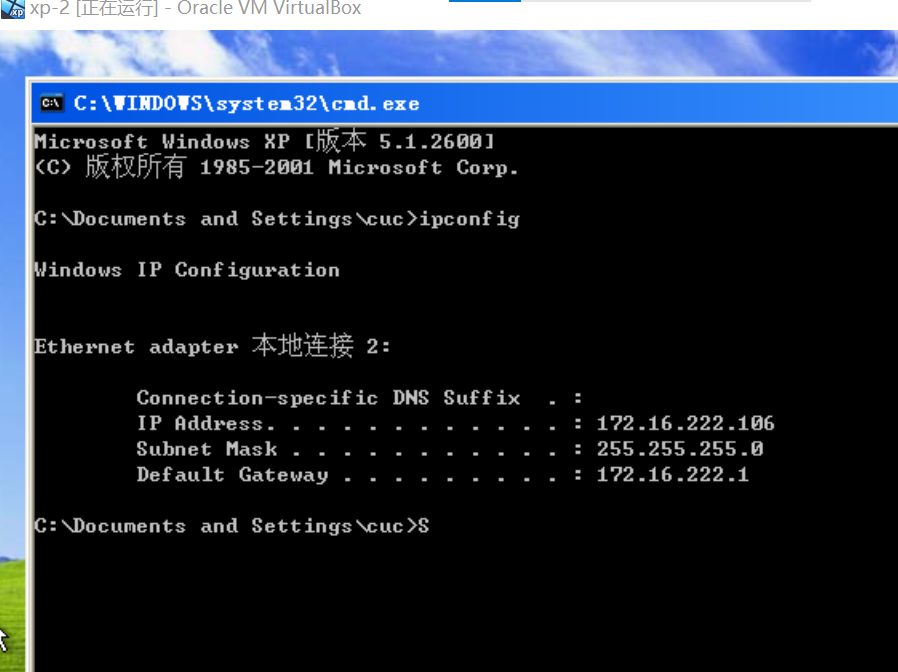 xp-2 [正在运行] - Oracle VM VirtualBox
C:\WINDOWS\system32\cmd.exe
Microsoft Windows XP [版本 5.1.2600]
(C) 版权所有 1985-2001 Microsoft Corp.
C:\Documents and Settings\cuc>ipconfig
Windows IP Configuration
Ethernet adapter 本地连接 2:
Connection-specific DNS Suffix  . :
IP Address. . . . . . . . . . . . : 172.16.222.106
Subnet Mask . . . . . . . . . . . : 255.255.255.0
Default Gateway . . . . . . . . . : 172.16.222.1
C:\Documents and Settings\cuc>S